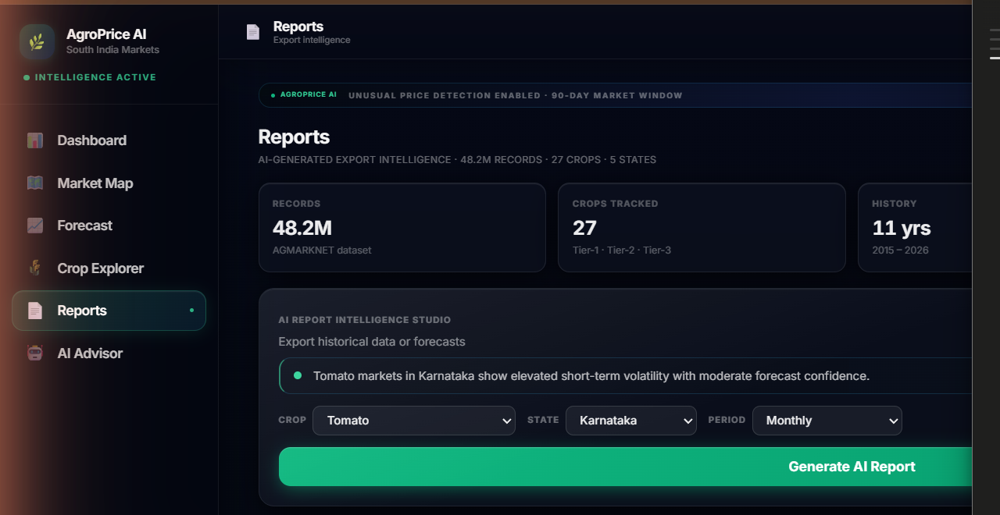 AgroPrice AI
South India Markets
INTELLIGENCE ACTIVE
Dashboard
Market Map
Forecast
Crop Explorer
Reports
AI Advisor
Reports
Export intelligence
AGROPRICE AI UNUSUAL PRICE DETECTION ENABLED · 90-DAY MARKET WINDOW
Reports
AI-GENERATED EXPORT INTELLIGENCE · 48.2M RECORDS · 27 CROPS · 5 STATES
RECORDS
48.2M
AGMARKNET dataset
CROPS TRACKED
27
Tier-1 · Tier-2 · Tier-3
HISTORY
11 yrs
2015 – 2026
AI REPORT INTELLIGENCE STUDIO
Export historical data or forecasts
Tomato markets in Karnataka show elevated short-term volatility with moderate forecast confidence.
CROP Tomato STATE Karnataka PERIOD Monthly
Generate AI Report